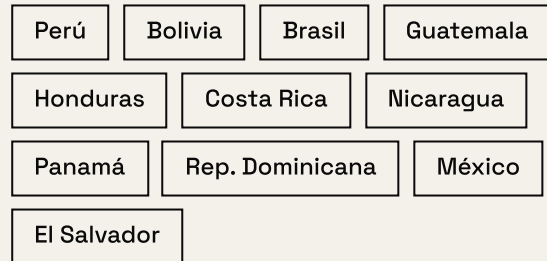 Perú Bolivia Brasil Guatemala
Honduras Costa Rica Nicaragua
Panamá Rep. Dominicana México
El Salvador